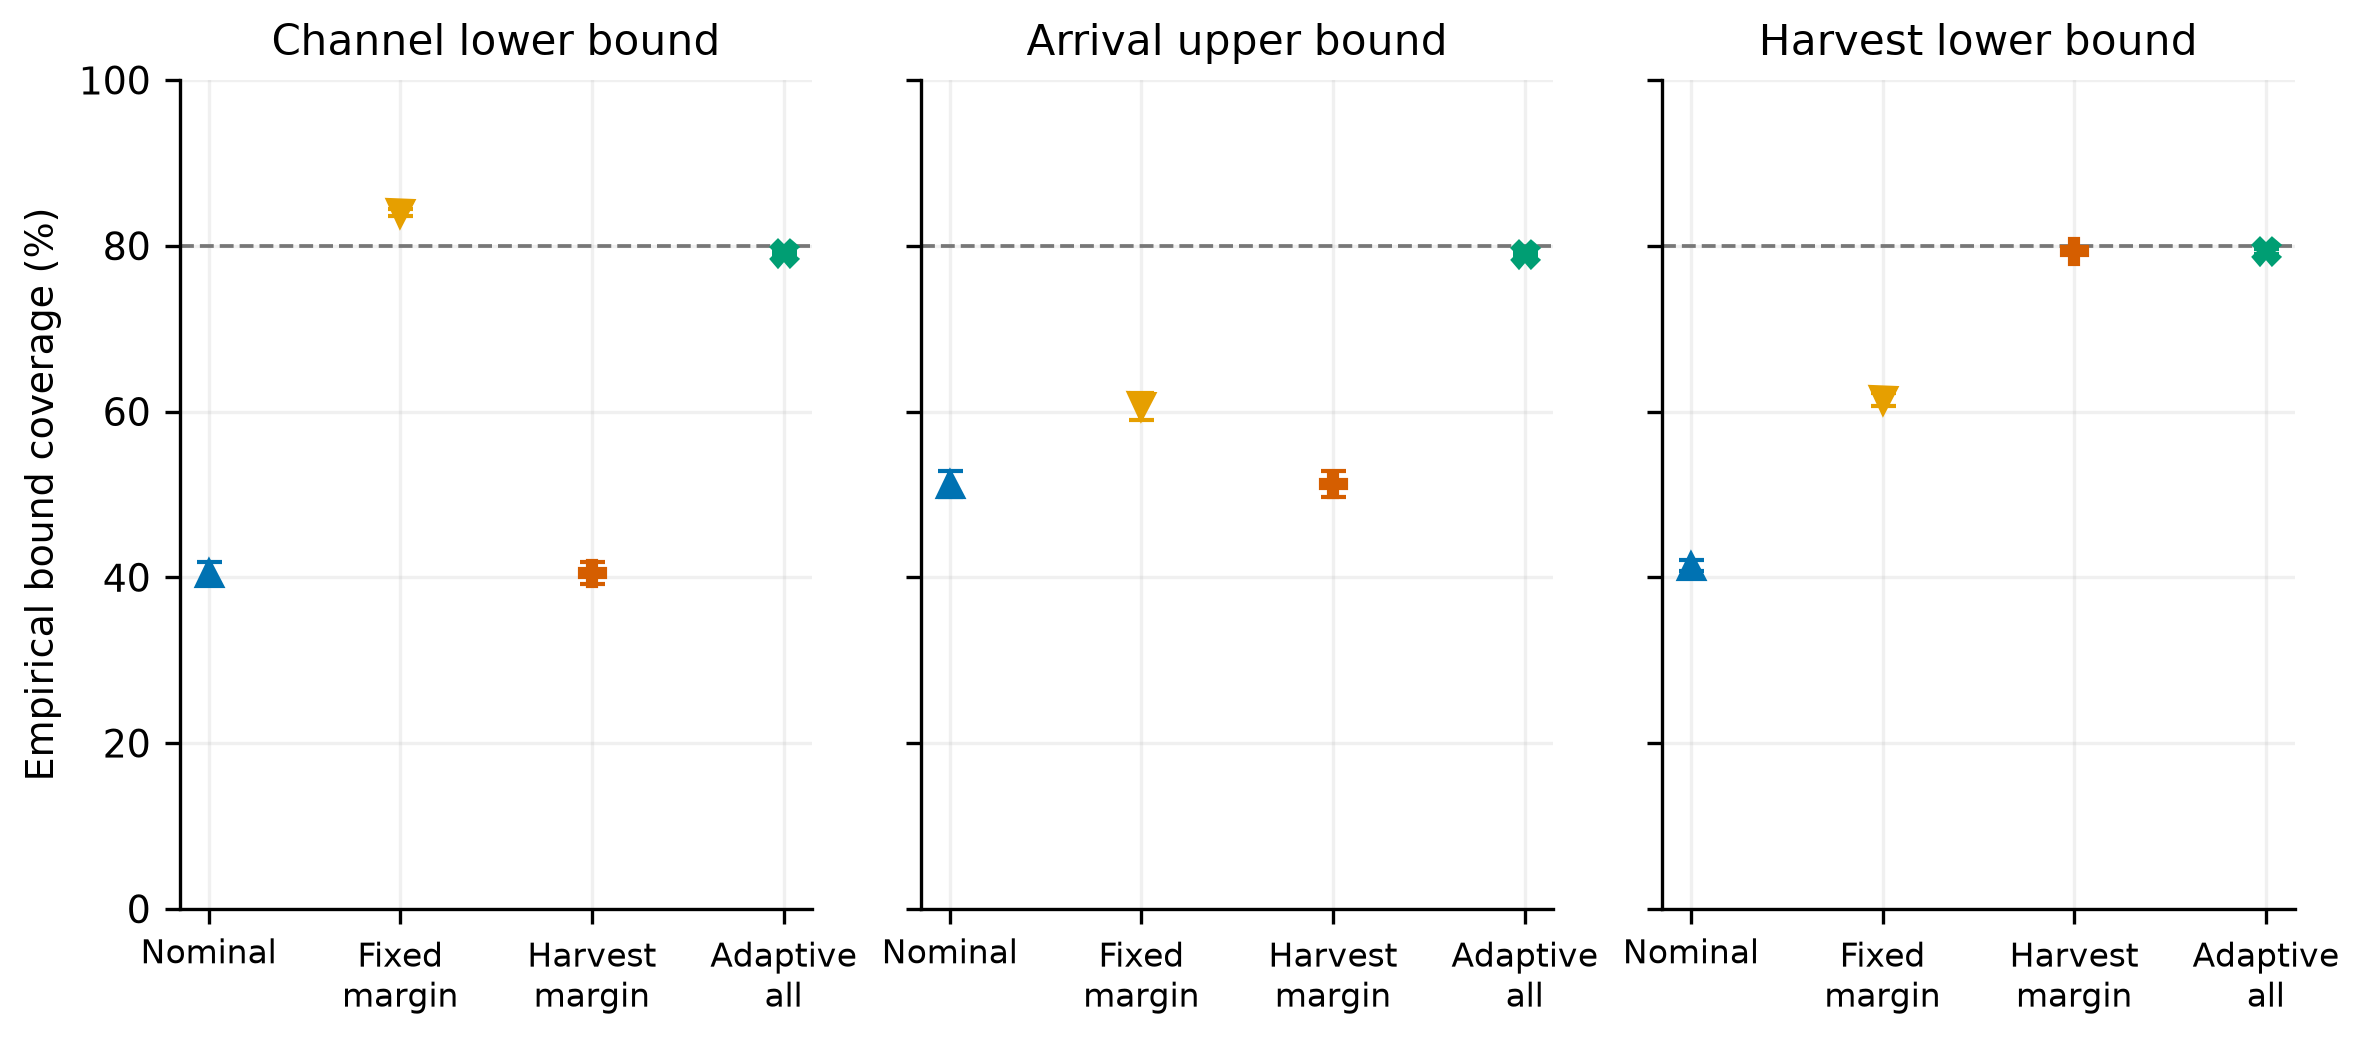 Channel lower bound
Arrival upper bound
Harvest lower bound
Empirical bound coverage (%)
100
80
60
40
20
0
Nominal
Fixed
margin
Harvest
margin
Adaptive
all
Nominal
Fixed
margin
Harvest
margin
Adaptive
all
Nominal
Fixed
margin
Harvest
margin
Adaptive
all